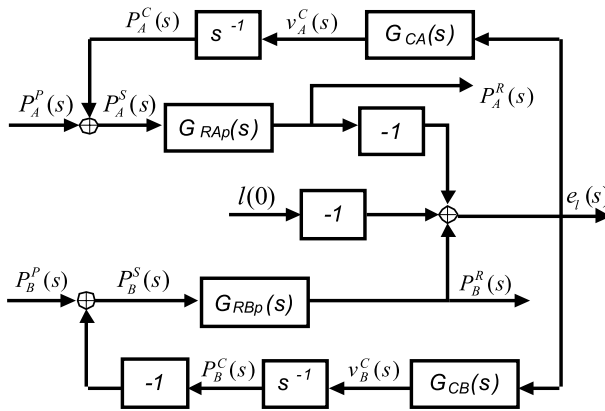 P_A^C(s) s⁻¹ v_A^C(s) G_CA(s)
P_A^P(s) P_A^S(s) G_RAp(s) -1 P_A^R(s)
l(0) -1 e_l(s)
P_B^P(s) P_B^S(s) G_RBp(s) P_B^R(s)
-1 P_B^C(s) s⁻¹ v_B^C(s) G_CB(s)